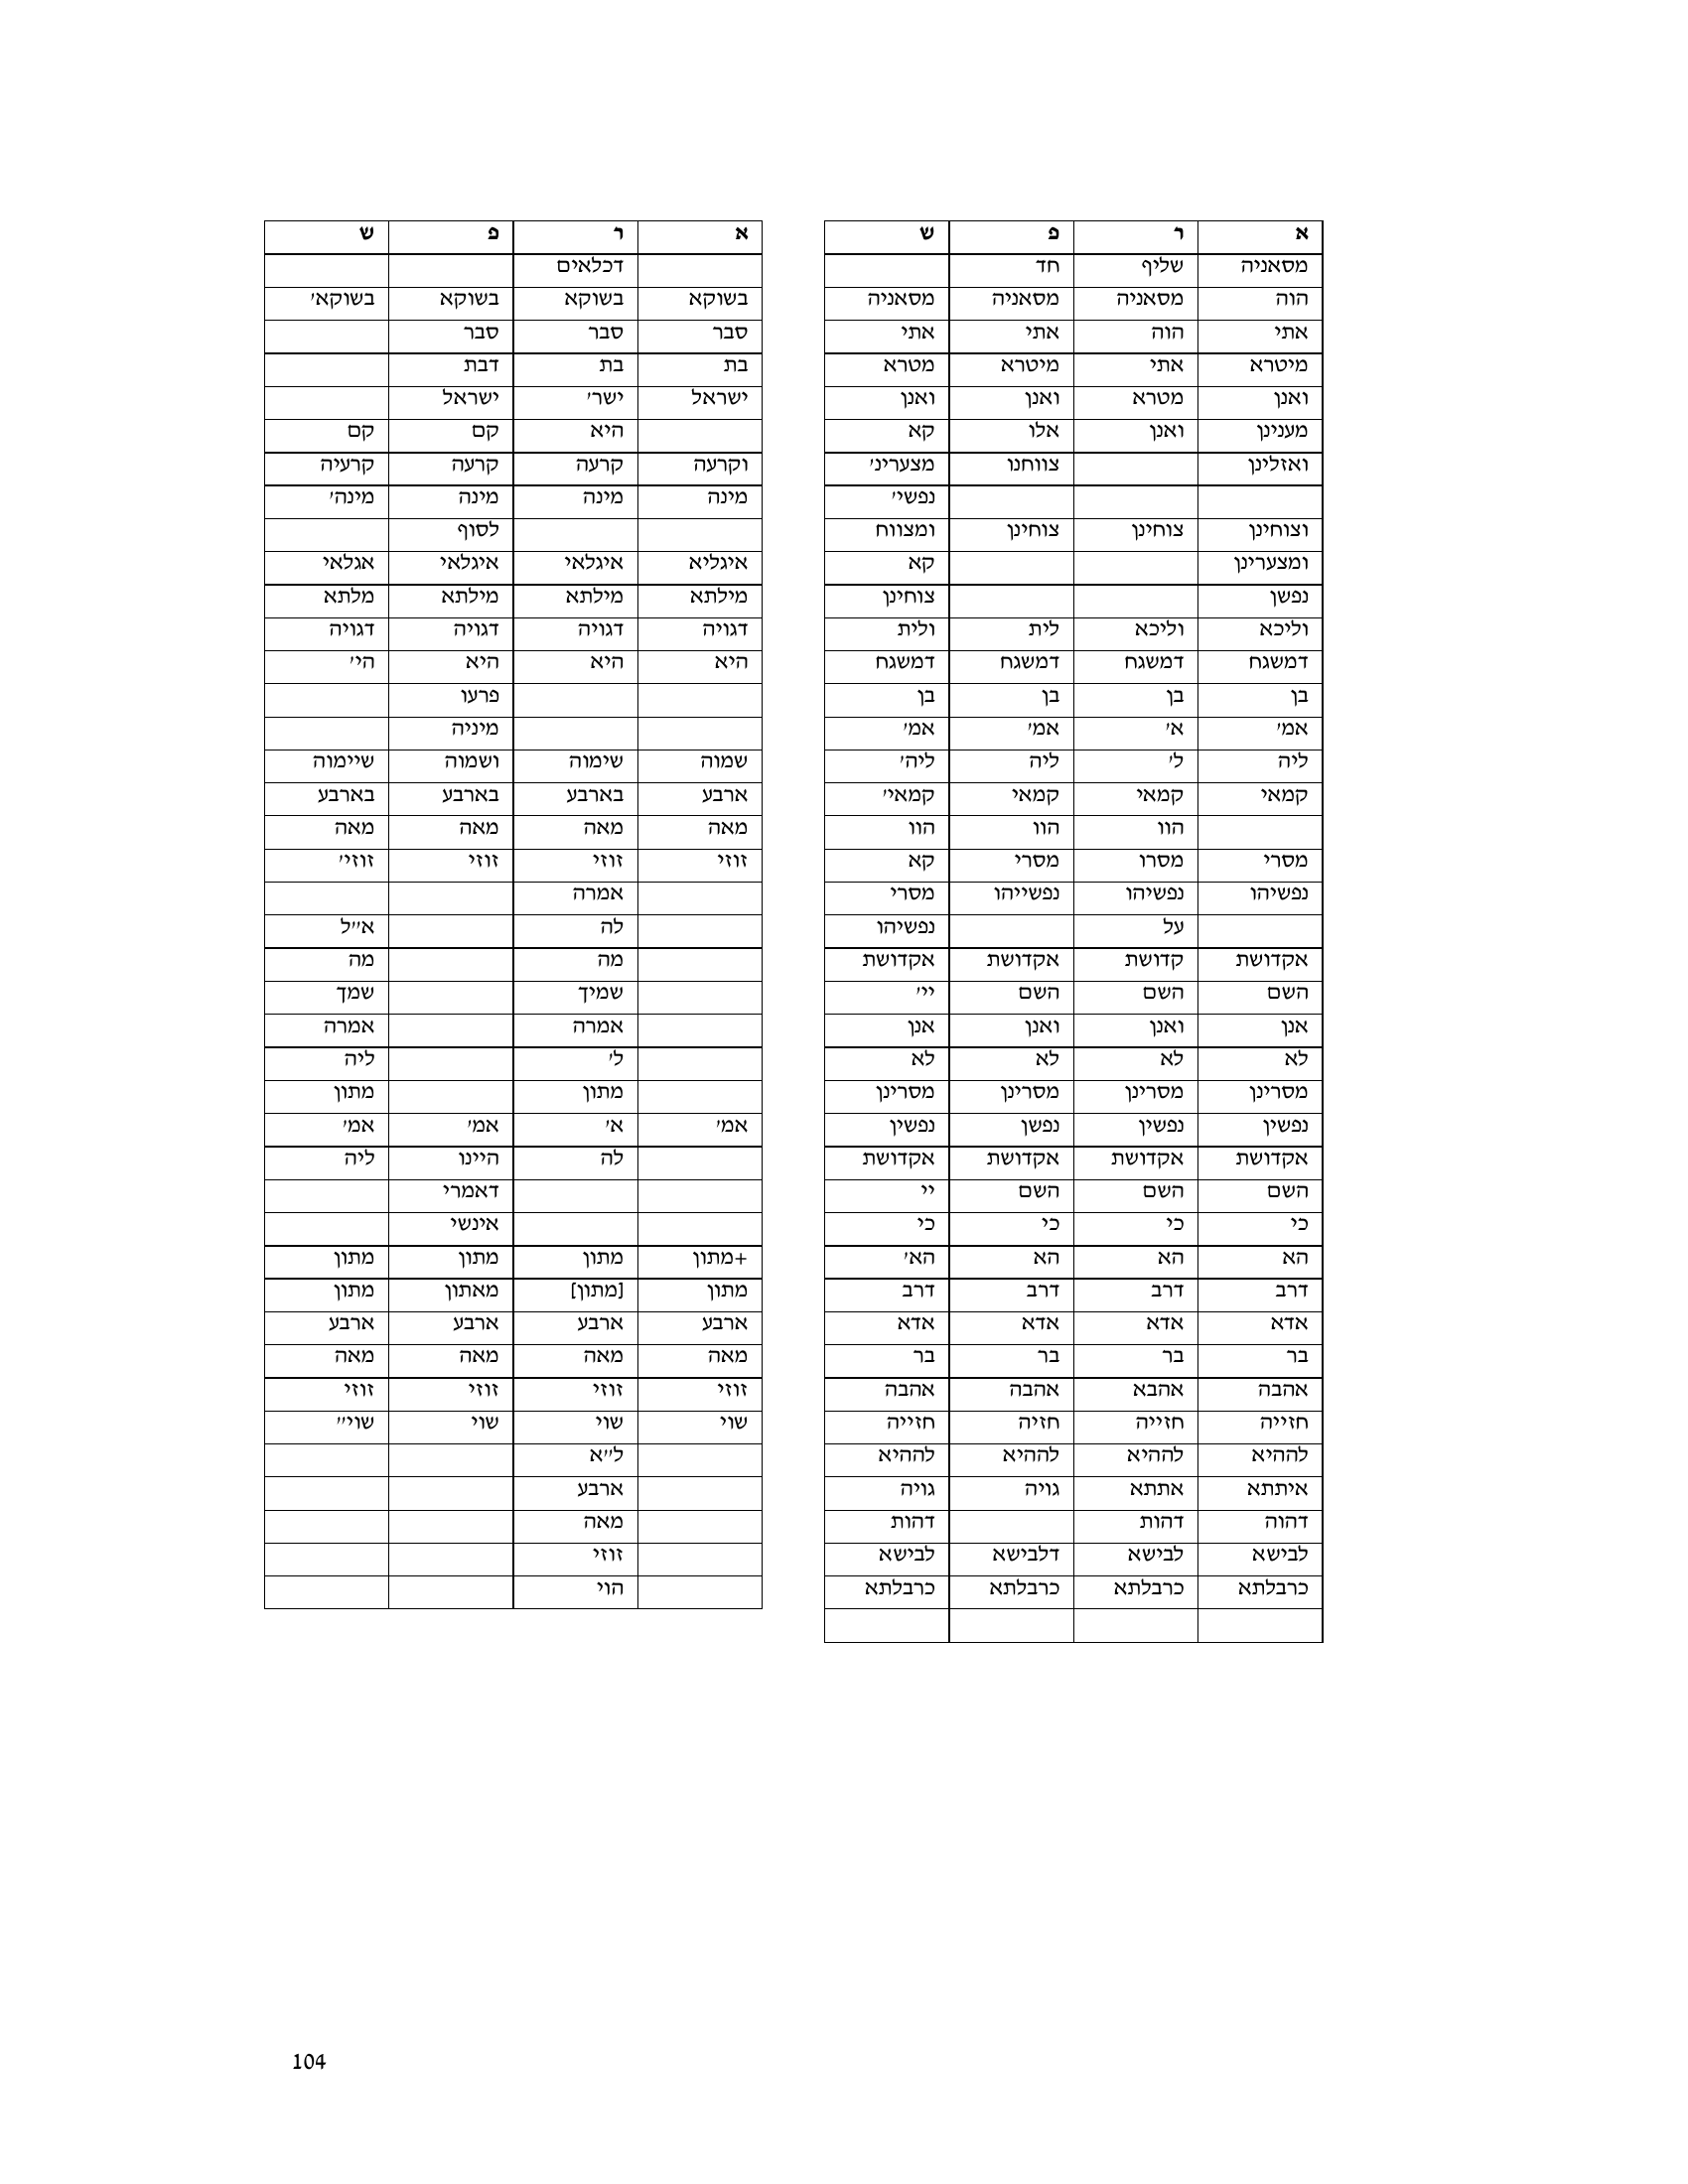 א ר פ ש
מסאניה שליף חד
הוה מסאניה מסאניה מסאניה
אתי הוה אתי אתי
מיטרא אתי מיטרא מטרא
ואנן מטרא ואנן ואנן
מענינן ואנן אלו קא
ואזלינן צווחנו מצערינ׳
נפשי׳
וצוחינן צוחינן צוחינן ומצווח
ומצערינן קא
נפשן צוחינן
וליכא וליכא לית ולית
דמשגח דמשגח דמשגח דמשגח
בן בן בן בן
אמ׳ א׳ אמ׳ אמ׳
ליה ל׳ ליה ליה׳
קמאי קמאי קמאי קמאי׳
הוו הוו הוו
מסרי מסרו מסרי קא
נפשיהו נפשיהו נפשייהו מסרי
על נפשיהו
אקדושת קדושת אקדושת אקדושת
השם השם השם יי׳
אנן ואנן ואנן אנן
לא לא לא לא
מסרינן מסרינן מסרינן מסרינן
נפשין נפשין נפשן נפשין
אקדושת אקדושת אקדושת אקדושת
השם השם השם יי
כי כי כי כי
הא הא הא הא׳
דרב דרב דרב דרב
אדא אדא אדא אדא
בר בר בר בר
אהבה אהבא אהבה אהבה
חזייה חזייה חזיה חזייה
לההיא לההיא לההיא לההיא
איתתא אתתא גויה גויה
דהוה דהות דהות
לבישא לבישא דלבישא לבישא
כרבלתא כרבלתא כרבלתא כרבלתא
א ר פ ש
דכלאים
בשוקא בשוקא בשוקא בשוקא׳
סבר סבר סבר
בת בת דבת
ישראל ישר׳ ישראל
היא קם קם
וקרעה קרעה קרעה קרעיה
מינה מינה מינה מינה׳
לסוף
איגליא איגלאי איגלאי אגלאי
מילתא מילתא מילתא מלתא
דגויה דגויה דגויה דגויה
היא היא היא הי׳
פרעו
מיניה
שמוה שימוה ושמוה שיימוה
ארבע בארבע בארבע בארבע
מאה מאה מאה מאה
זוזי זוזי זוזי זוזי׳
אמרה
לה א״ל
מה מה
שמיך שמך
אמרה אמרה
ל׳ ליה
מתון מתון
אמ׳ א׳ אמ׳ אמ׳
לה היינו ליה
דאמרי
אינשי
+מתון מתון מתון מתון
מתון [מתון] מאתון מתון
ארבע ארבע ארבע ארבע
מאה מאה מאה מאה
זוזי זוזי זוזי זוזי
שוי שוי שוי שוי״
ל״א
ארבע
מאה
זוזי
הוי
104